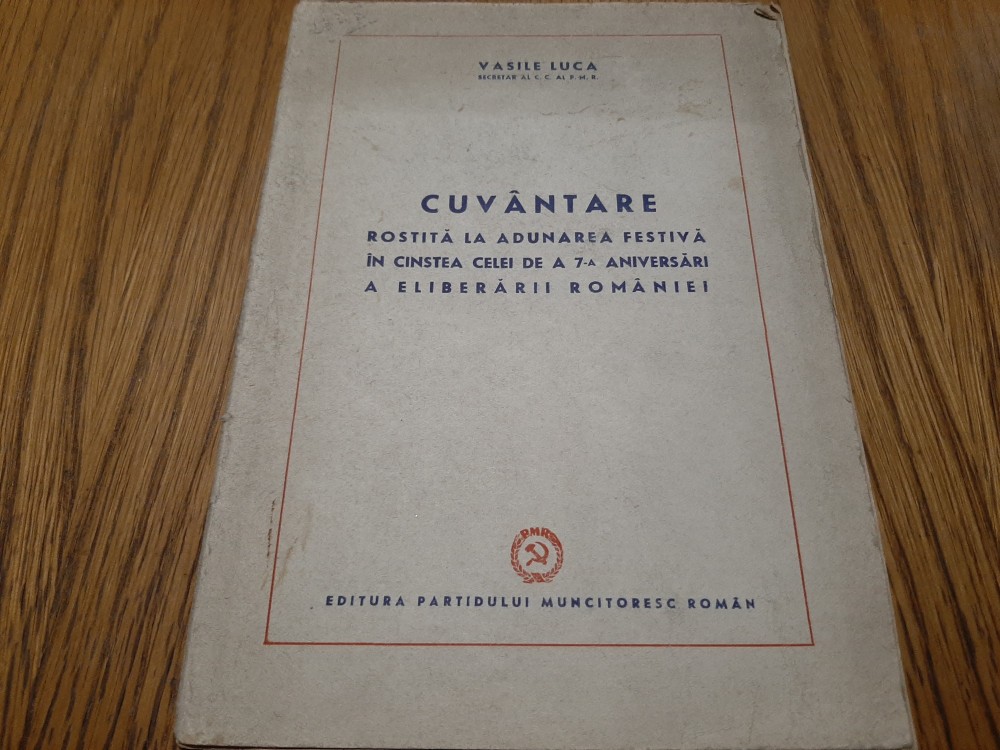 VASILE LUCA
SECRETAR AL C. C. AL P. M. R.
CUVÂNTARE
ROSTITĂ LA ADUNAREA FESTIVĂ
ÎN CINSTEA CELEI DE A 7-A ANIVERSĂRI
A ELIBERĂRII ROMÂNIEI
PMR
EDITURA PARTIDULUI MUNCITORESC ROMÂN